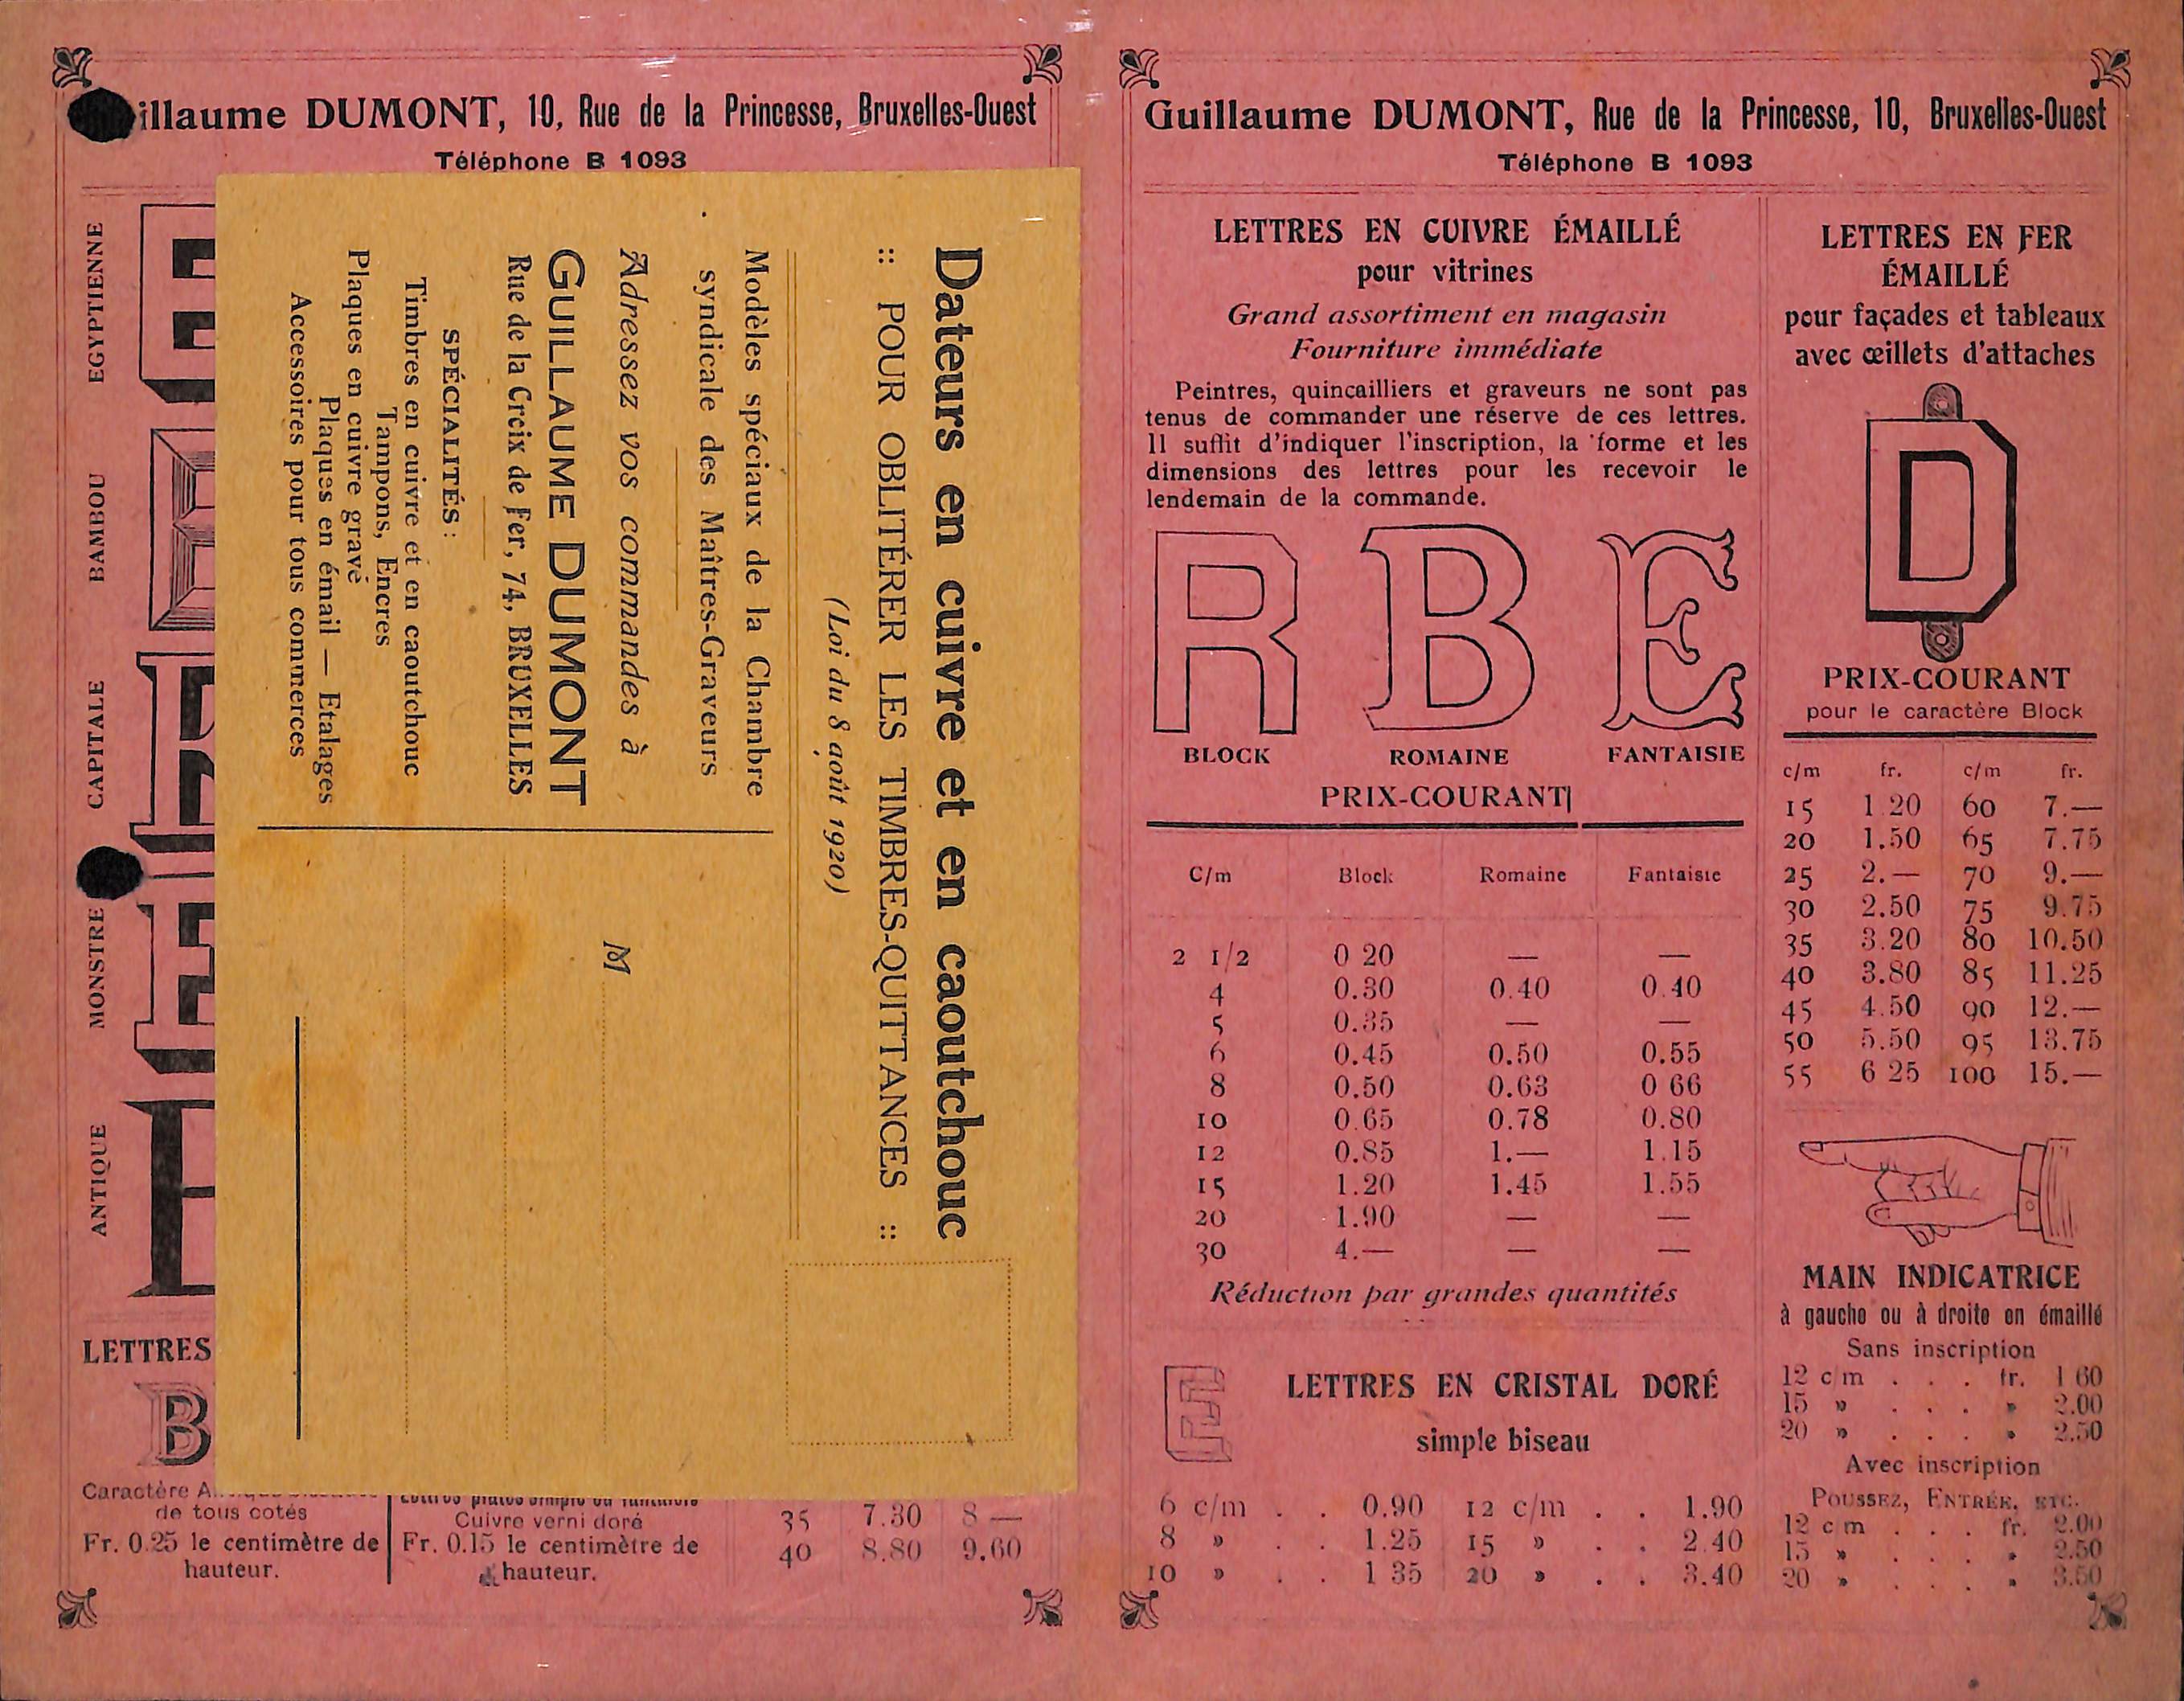 illaume DUMONT, 10, Rue de la Princesse, Bruxelles-Ouest
Téléphone B 1093
EGYPTIENNE
BAMBOU
CAPITALE
MONSTRE
ANTIQUE
LETTRES
B
Caractère A
de tous cotés
Fr. 0.25 le centimètre de
hauteur.
Cuivre verni doré
Fr. 0.15 le centimètre de
hauteur.
35 7.30 8 —
40 8.80 9.60
Dateurs en cuivre et en caoutchouc
:: POUR OBLITÉRER LES TIMBRES-QUITTANCES ::
(Loi du 8 août 1920)
Modèles spéciaux de la Chambre
syndicale des Maîtres-Graveurs
Adressez vos commandes à
GUILLAUME DUMONT
Rue de la Croix de Fer, 74, BRUXELLES
SPÉCIALITÉS :
Timbres en cuivre et en caoutchouc
Tampons, Encres
Plaques en cuivre gravé
Plaques en émail — Etalages
Accessoires pour tous commerces
M
Guillaume DUMONT, Rue de la Princesse, 10, Bruxelles-Ouest
Téléphone B 1093
LETTRES EN CUIVRE ÉMAILLÉ
pour vitrines
Grand assortiment en magasin
Fourniture immédiate
Peintres, quincailliers et graveurs ne sont pas
tenus de commander une réserve de ces lettres.
Il suffit d'indiquer l'inscription, la forme et les
dimensions des lettres pour les recevoir le
lendemain de la commande.
R B E
BLOCK ROMAINE FANTAISIE
PRIX-COURANT
C/m Block Romaine Fantaisie
2 1/2 0 20 — —
4 0.30 0.40 0.40
5 0.35 — —
6 0.45 0.50 0.55
8 0.50 0.63 0 66
10 0.65 0.78 0.80
12 0.85 1.— 1.15
15 1.20 1.45 1.55
20 1.90 — —
30 4.— — —
Réduction par grandes quantités
E
LETTRES EN CRISTAL DORÉ
simple biseau
6 c/m . . 0.90 12 c/m . . 1.90
8 » . . 1.25 15 » . . 2.40
10 » . . 1 35 20 » . . 3.40
LETTRES EN FER
ÉMAILLÉ
pour façades et tableaux
avec œillets d'attaches
D
PRIX-COURANT
pour le caractère Block
c/m fr. c/m fr.
15 1 20 60 7.—
20 1.50 65 7.75
25 2.— 70 9.—
30 2.50 75 9.75
35 3.20 80 10.50
40 3.80 85 11.25
45 4.50 90 12.—
50 5.50 95 13.75
55 6 25 100 15.—
MAIN INDICATRICE
à gauche ou à droite en émaillé
Sans inscription
12 c/m . . . fr. 1 60
15 » . . . » 2.00
20 » . . . » 2.50
Avec inscription
POUSSEZ, ENTRÉE, ETC.
12 c m . . . fr. 2.00
15 » . . . » 2.50
20 » . . . » 3.50